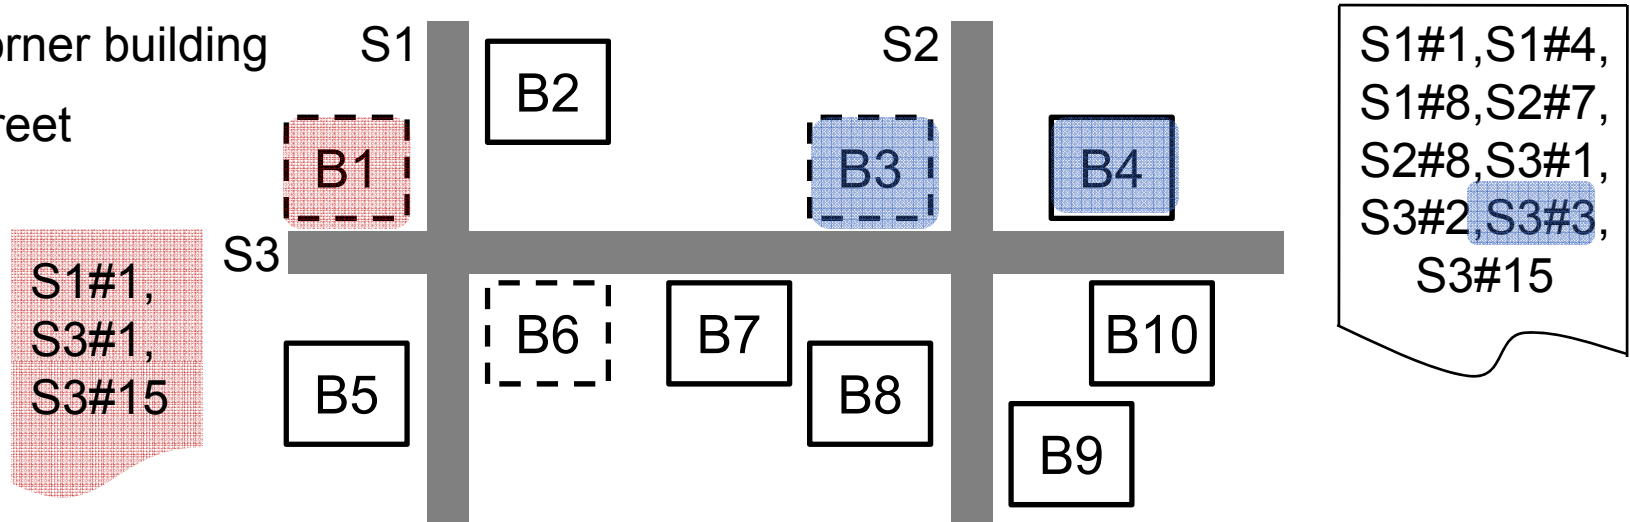 orner building
reet
S1
S2
B2
B1
B3
B4
S3
B6
B7
B10
B5
B8
B9
S1#1,
S3#1,
S3#15
S1#1,S1#4,
S1#8,S2#7,
S2#8,S3#1,
S3#2,S3#3,
S3#15